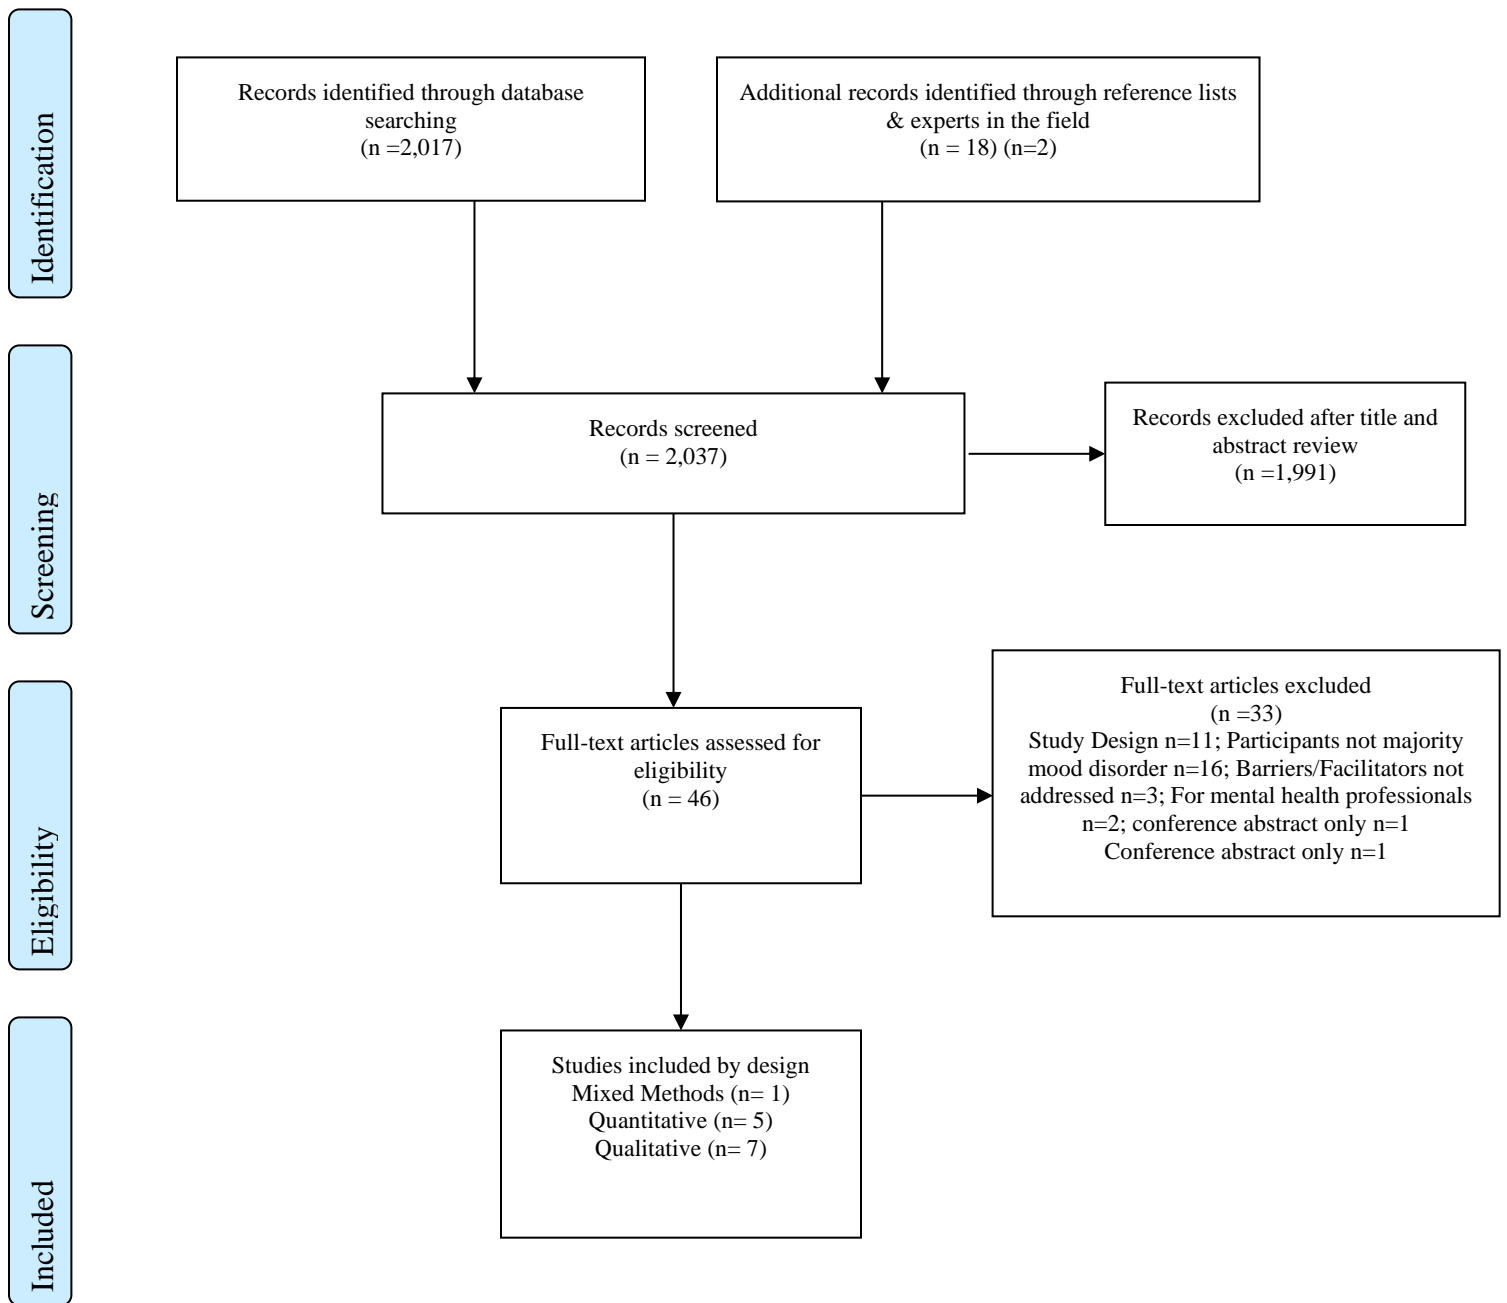 Identification
Records identified through database
searching
(n =2,017)
Additional records identified through reference lists
& experts in the field
(n = 18) (n=2)
Screening
Records screened
(n = 2,037)
Records excluded after title and
abstract review
(n =1,991)
Eligibility
Full-text articles assessed for
eligibility
(n = 46)
Full-text articles excluded
(n =33)
Study Design n=11; Participants not majority
mood disorder n=16; Barriers/Facilitators not
addressed n=3; For mental health professionals
n=2; conference abstract only n=1
Conference abstract only n=1
Included
Studies included by design
Mixed Methods (n= 1)
Quantitative (n= 5)
Qualitative (n= 7)